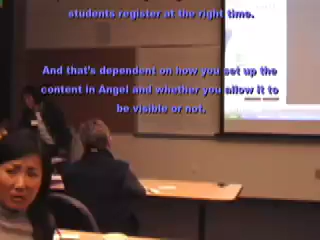 students register at the right time.
And that's dependent on how you set up the
content in Angel and whether you allow it to
be visible or not.